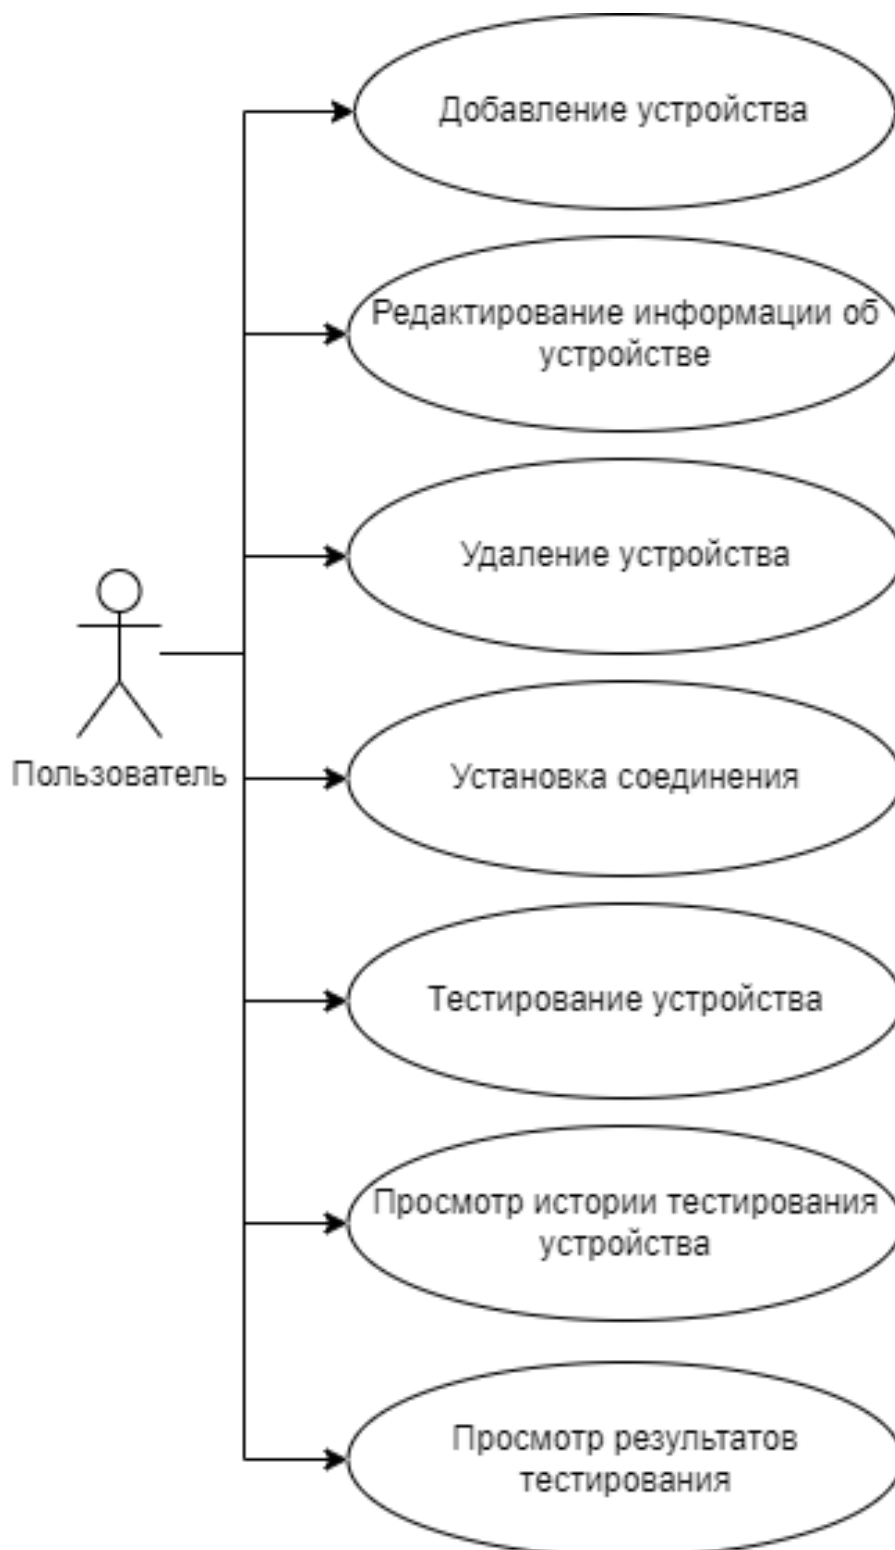 Добавление устройства
Редактирование информации об
устройстве
Удаление устройства
Пользователь
Установка соединения
Тестирование устройства
Просмотр истории тестирования
устройства
Просмотр результатов
тестирования